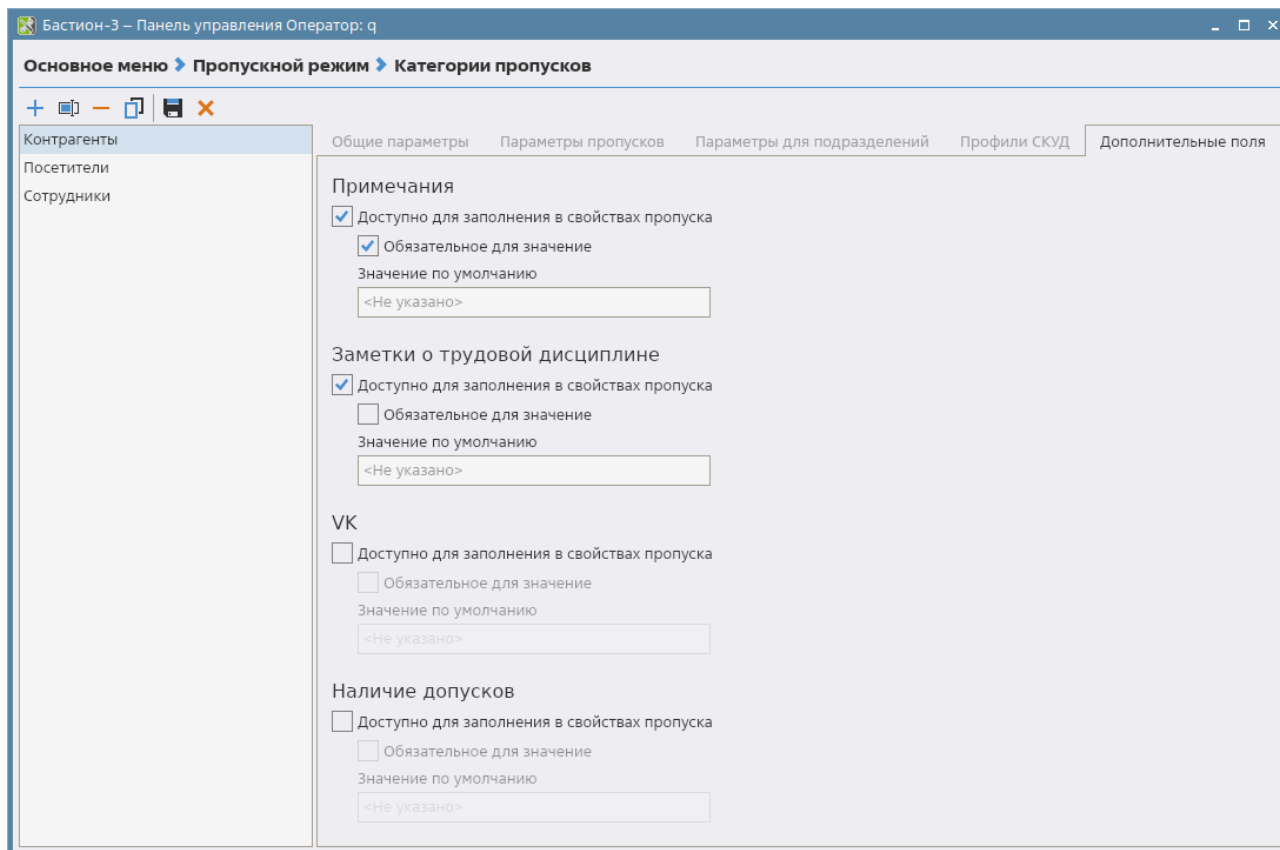 Бастион-3 – Панель управления Оператор: q
Основное меню Пропускной режим Категории пропусков
Контрагенты
Посетители
Сотрудники
Общие параметры Параметры пропусков Параметры для подразделений Профили СКУД Дополнительные поля
Примечания
Доступно для заполнения в свойствах пропуска
Обязательное для значение
Значение по умолчанию
<Не указано>
Заметки о трудовой дисциплине
Доступно для заполнения в свойствах пропуска
Обязательное для значение
Значение по умолчанию
<Не указано>
VK
Доступно для заполнения в свойствах пропуска
Обязательное для значение
Значение по умолчанию
<Не указано>
Наличие допусков
Доступно для заполнения в свойствах пропуска
Обязательное для значение
Значение по умолчанию
<Не указано>